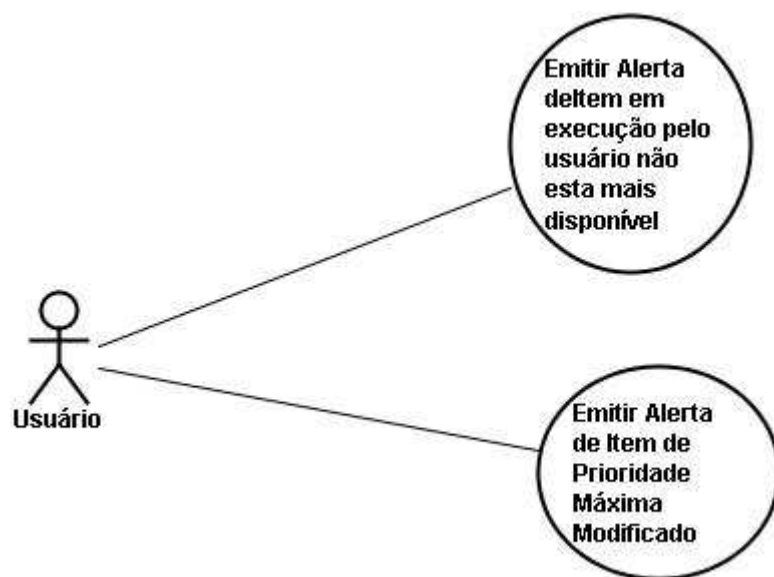 Emitir Alerta
deItem em
execução pelo
usuário não
esta mais
disponível
Usuário
Emitir Alerta
de Item de
Prioridade
Máxima
Modificado